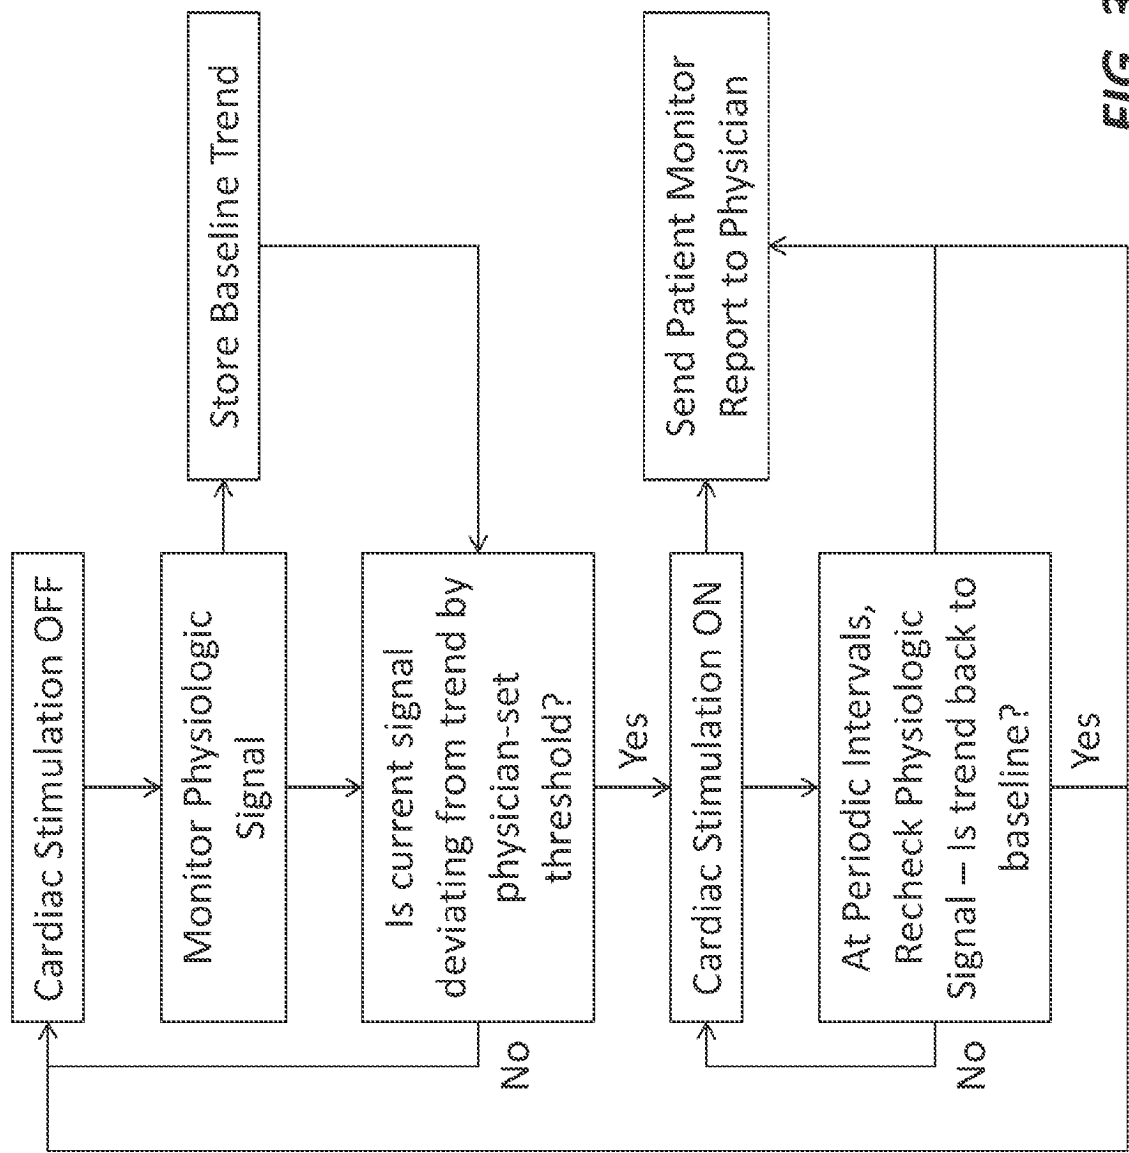 Cardiac Stimulation OFF
Monitor Physiologic
Signal
Store Baseline Trend
Is current signal
deviating from trend by
physician-set
threshold?
No
Yes
Cardiac Stimulation ON
Send Patient Monitor
Report to Physician
At Periodic Intervals,
Recheck Physiologic
Signal – Is trend back to
baseline?
No
Yes
FIG.